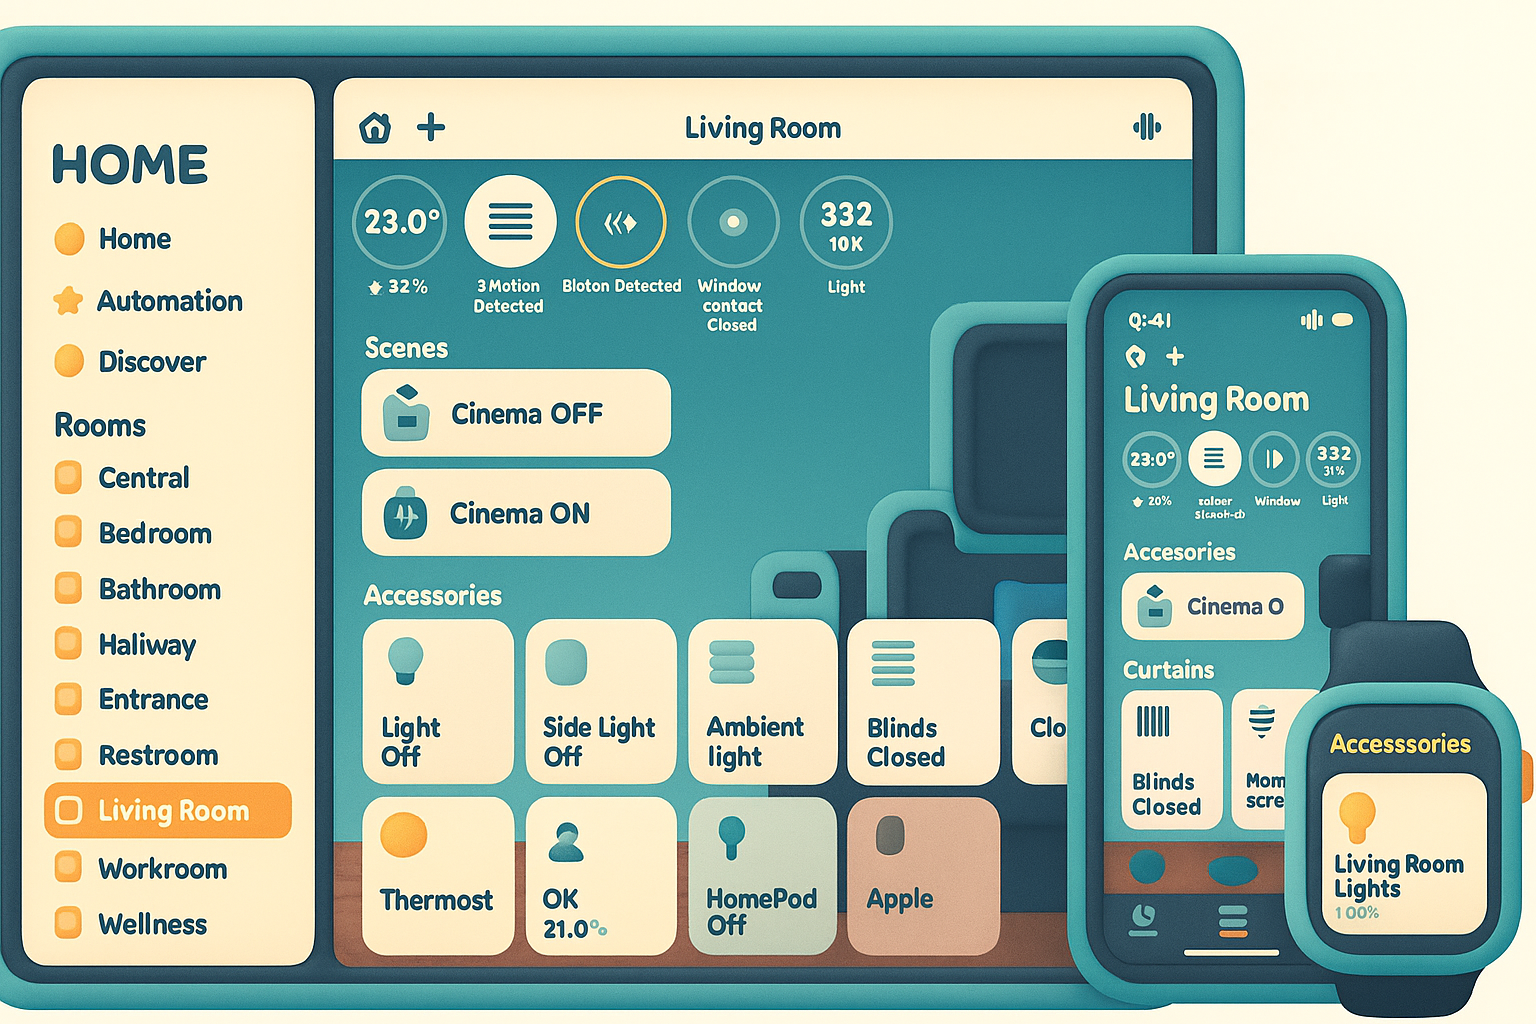 HOME
Home
Automation
Discover
Rooms
Central
Bedroom
Bathroom
Haliway
Entrance
Restroom
Living Room
Workroom
Wellness
Living Room
23.0°
32%
3 Motion
Detected
Bloton Detected
Window
contact
Closed
332
10K
Light
Scenes
Cinema OFF
Cinema ON
Accessories
Light
Off
Side Light
Off
Ambient
light
Blinds
Closed
Clo
Thermost
OK
21.0°
HomePod
Off
Apple
Q:41
Living Room
23:0°
20%
Window
332
31%
Light
Accesories
Cinema O
Curtains
Blinds
Closed
Mom
scre
Accesssories
Living Room
Lights
100%